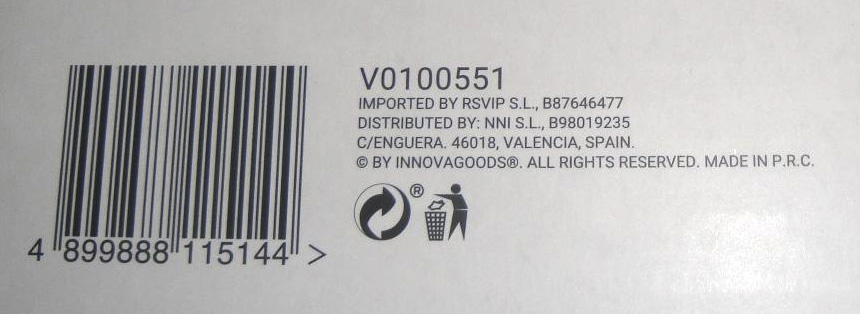 V0100551
IMPORTED BY RSVIP S.L., B87646477
DISTRIBUTED BY: NNI S.L., B98019235
C/ENGUERA. 46018, VALENCIA, SPAIN.
© BY INNOVAGOODS®. ALL RIGHTS RESERVED. MADE IN P.R.C.
®
4 899888 115144 >